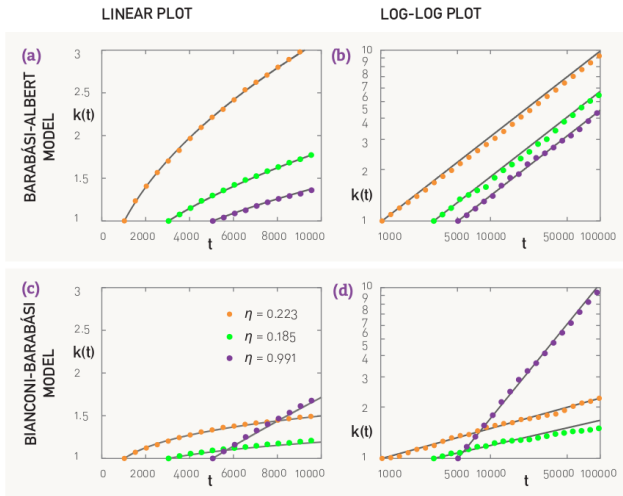 LINEAR PLOT
LOG-LOG PLOT
BARABÁSI-ALBERT
MODEL
(a)
3
2.5
k(t)
2
1.5
1
0
2000
4000
6000
8000
10000
t
(b)
10
9
8
7
6
5
4
3
2
k(t)
1
1000
5000
10000
50000
100000
t
BIANCONI-BARABÁSI
MODEL
(c)
3
2.5
k(t)
2
1.5
1
η = 0.223
η = 0.185
η = 0.991
0
2000
4000
6000
8000
10000
t
(d)
10
9
8
7
6
5
4
3
2
k(t)
1
1000
5000
10000
50000
100000
t